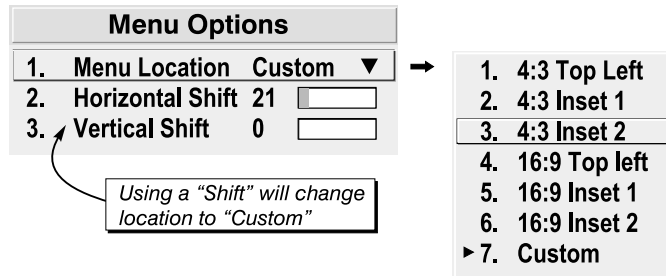 Menu Options
1. Menu Location Custom ▼
2. Horizontal Shift 21
3. Vertical Shift 0
Using a “Shift” will change
location to “Custom”
1. 4:3 Top Left
2. 4:3 Inset 1
3. 4:3 Inset 2
4. 16:9 Top left
5. 16:9 Inset 1
6. 16:9 Inset 2
7. Custom